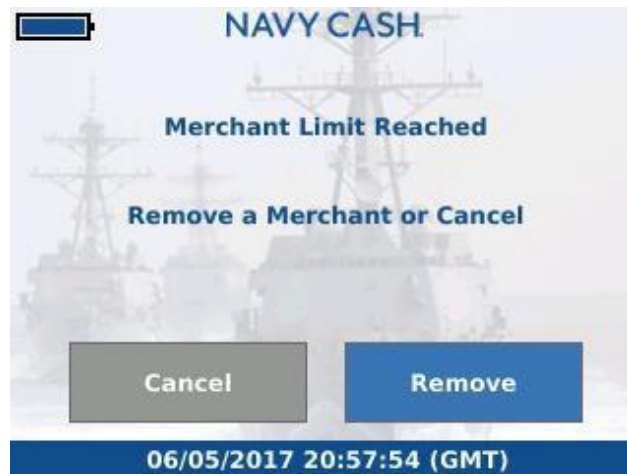 NAVY CASH
Merchant Limit Reached
Remove a Merchant or Cancel
Cancel Remove
06/05/2017 20:57:54 (GMT)